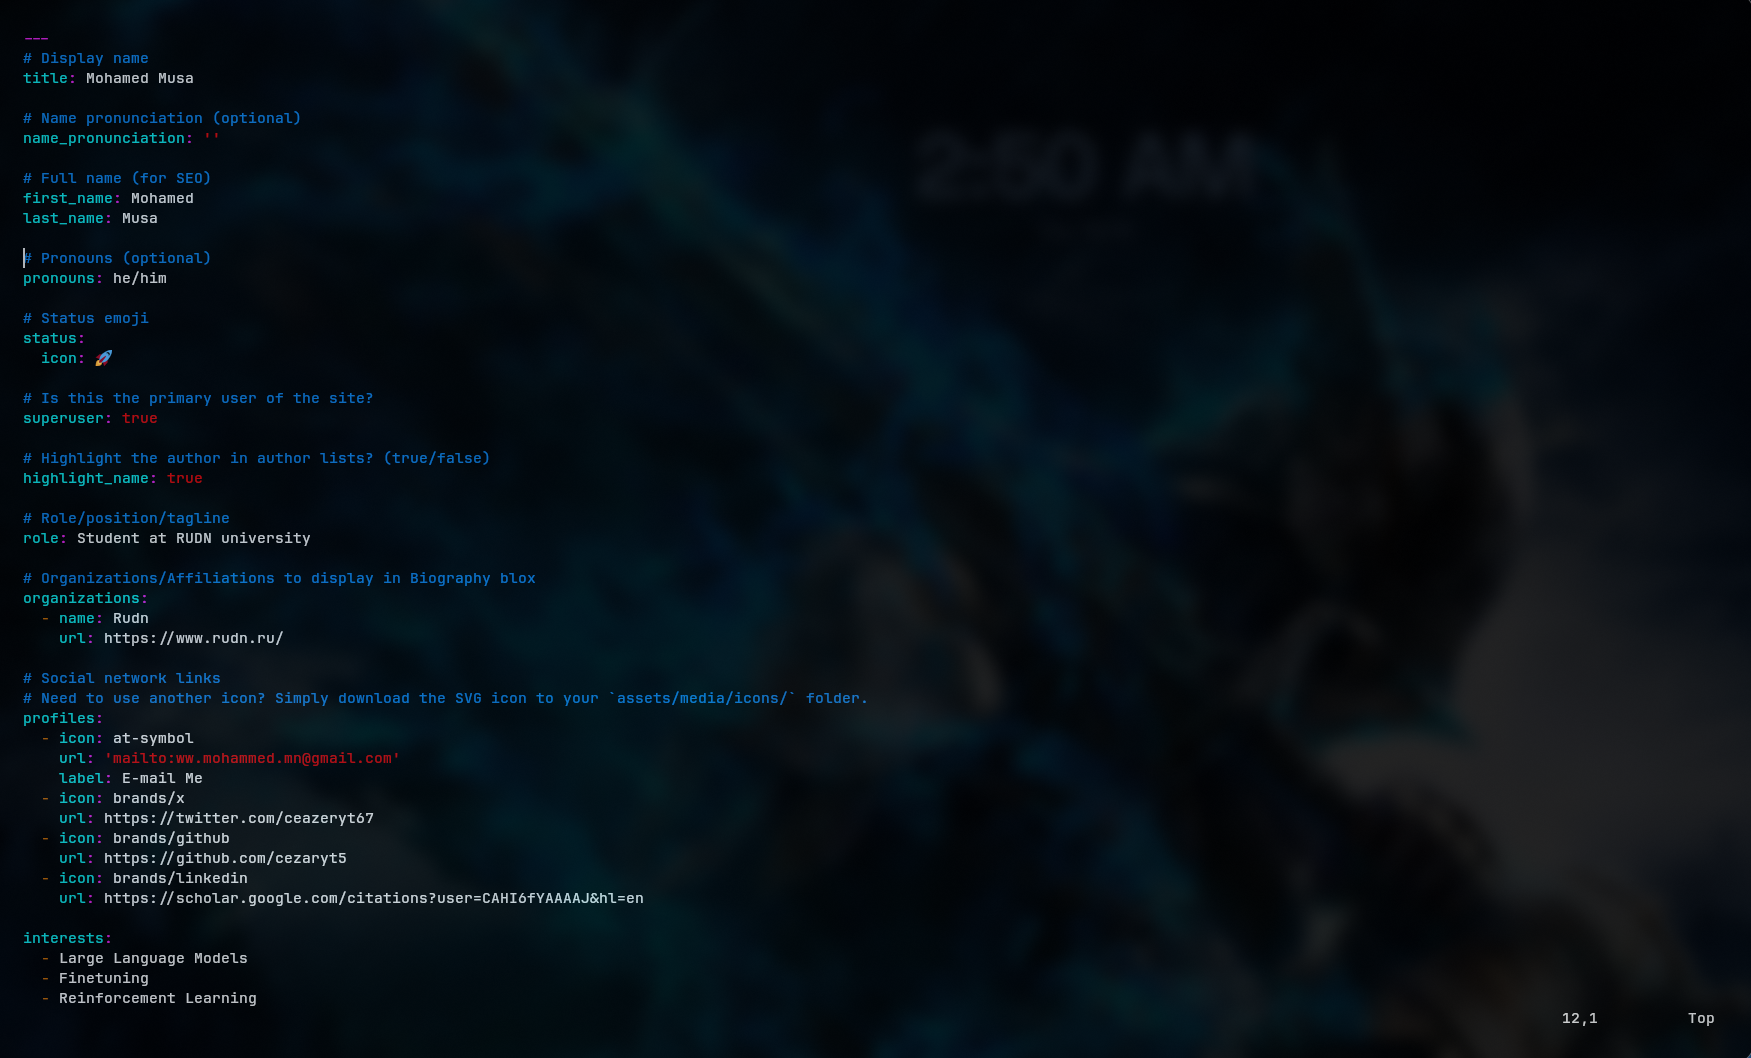 ---
# Display name
title: Mohamed Musa
# Name pronunciation (optional)
name_pronunciation: ''
# Full name (for SEO)
first_name: Mohamed
last_name: Musa
# Pronouns (optional)
pronouns: he/him
# Status emoji
status:
  icon: 🚀
# Is this the primary user of the site?
superuser: true
# Highlight the author in author lists? (true/false)
highlight_name: true
# Role/position/tagline
role: Student at RUDN university
# Organizations/Affiliations to display in Biography blox
organizations:
  - name: Rudn
    url: https://www.rudn.ru/
# Social network links
# Need to use another icon? Simply download the SVG icon to your `assets/media/icons/` folder.
profiles:
  - icon: at-symbol
    url: 'mailto:ww.mohammed.mn@gmail.com'
    label: E-mail Me
  - icon: brands/x
    url: https://twitter.com/ceazeryt67
  - icon: brands/github
    url: https://github.com/cezaryt5
  - icon: brands/linkedin
    url: https://scholar.google.com/citations?user=CAHI6fYAAAAJ&hl=en
interests:
  - Large Language Models
  - Finetuning
  - Reinforcement Learning
12,1 Top
2:50 AM